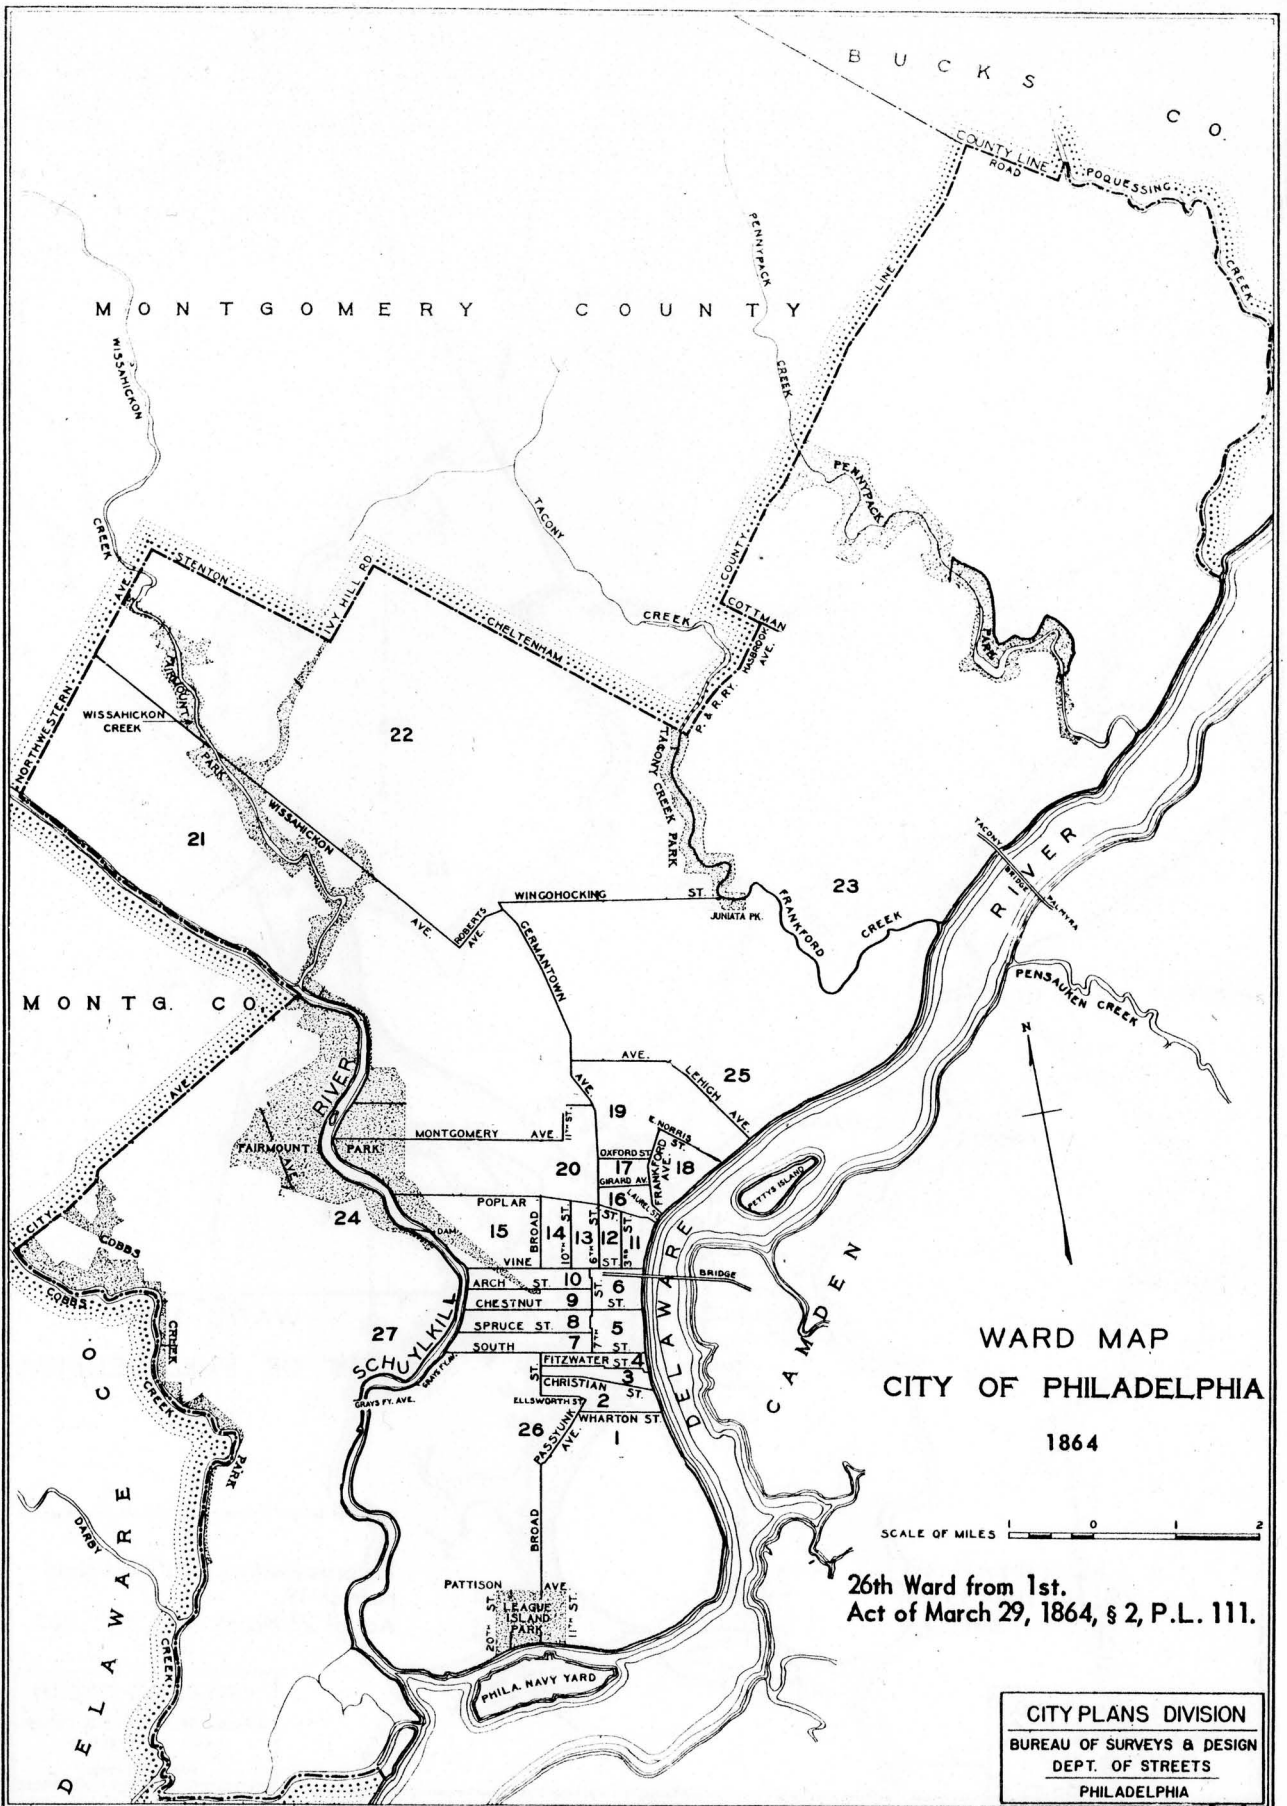 BUCKS CO.
COUNTY LINE
ROAD
POQUESSING
CREEK
PENNYPACK
CREEK
LINE
COUNTY
MONTGOMERY COUNTY
WISSAHICKON
CREEK
PENNYPACK
PARK
TACONY
CREEK
STENTON
AVE.
IVY HILL RD
CHELTENHAM
COTTMAN
HASBROOK
AVE.
P. & R. RY.
NORTHWESTERN
FAIRMOUNT
PARK
WISSAHICKON
CREEK
22
TACONY CREEK PARK
21
WISSAHICKON
AVE.
ROBERTS
AVE.
WINGOHOCKING ST.
JUNIATA PK.
23
FRANKFORD
CREEK
TACONY
BRIDGE
PALMYRA
RIVER
PENSAUKEN CREEK
GERMANTOWN
AVE.
MONTG. CO.
CITY
AVE.
RIVER
AVE.
LEHIGH
AVE.
25
N
19
MONTGOMERY AVE.
11TH ST.
E. NORRIS
ST.
FAIRMOUNT PARK
AVE.
20
OXFORD ST.
17
GIRARD AV.
FRANKFORD
AVE.
18
16
LAUREL ST.
PETTYS ISLAND
24
POPLAR
ST.
DAM
15
BROAD
14
10TH ST.
13
6TH ST.
12
3RD ST.
11
VINE
ST.
COBBS
COBBS
CREEK
CREEK
PARK
ARCH ST. 10
6
BRIDGE
CHESTNUT 9 ST.
ST.
SPRUCE ST. 8
5
7TH
SOUTH 7 ST.
FITZWATER ST. 4
3
CHRISTIAN ST.
ST.
ELLSWORTH ST.
2
WHARTON ST.
26
PASSYUNK
AVE.
1
27
SCHUYLKILL
GRAYS FY. AV.
GRAYS FY. AVE.
DELAWARE
CAMDEN
WARD MAP
CITY OF PHILADELPHIA
1864
SCALE OF MILES 1 0 1 2
26th Ward from 1st.
Act of March 29, 1864, § 2, P.L. 111.
DELAWARE CO.
DARBY
CREEK
BROAD
PATTISON AVE
20TH ST.
LEAGUE
ISLAND
PARK
11TH ST.
PHILA. NAVY YARD
CITY PLANS DIVISION
BUREAU OF SURVEYS & DESIGN
DEPT. OF STREETS
PHILADELPHIA